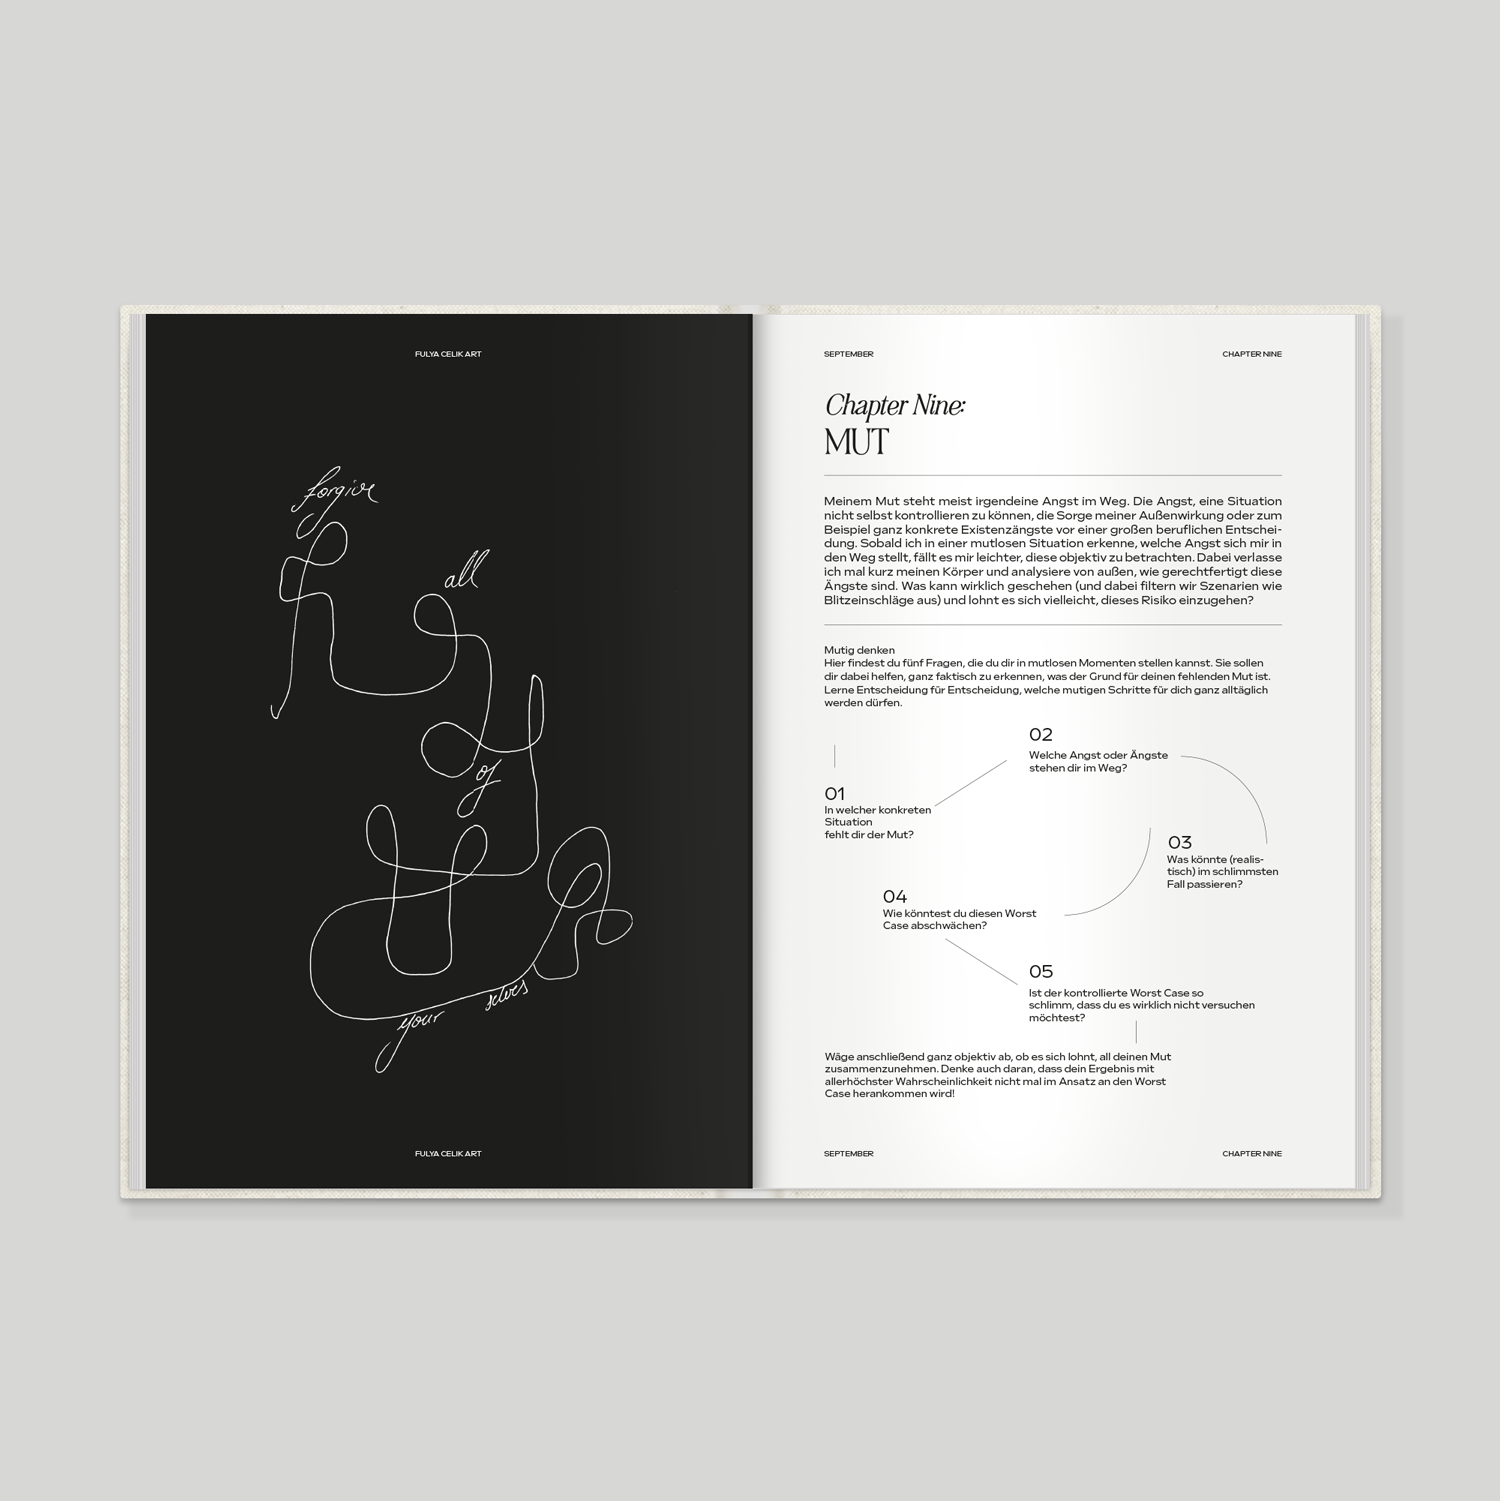 FULYA CELIK ART
forgive
all
of
your
selves
FULYA CELIK ART
SEPTEMBER
CHAPTER NINE
Chapter Nine:
MUT
Meinem Mut steht meist irgendeine Angst im Weg. Die Angst, eine Situation
nicht selbst kontrollieren zu können, die Sorge meiner Außenwirkung oder zum
Beispiel ganz konkrete Existenzängste vor einer großen beruflichen Entschei-
dung. Sobald ich in einer mutlosen Situation erkenne, welche Angst sich mir in
den Weg stellt, fällt es mir leichter, diese objektiv zu betrachten. Dabei verlasse
ich mal kurz meinen Körper und analysiere von außen, wie gerechtfertigt diese
Ängste sind. Was kann wirklich geschehen (und dabei filtern wir Szenarien wie
Blitzeinschläge aus) und lohnt es sich vielleicht, dieses Risiko einzugehen?
Mutig denken
Hier findest du fünf Fragen, die du dir in mutlosen Momenten stellen kannst. Sie sollen
dir dabei helfen, ganz faktisch zu erkennen, was der Grund für deinen fehlenden Mut ist.
Lerne Entscheidung für Entscheidung, welche mutigen Schritte für dich ganz alltäglich
werden dürfen.
01
In welcher konkreten
Situation
fehlt dir der Mut?
02
Welche Angst oder Ängste
stehen dir im Weg?
03
Was könnte (realis-
tisch) im schlimmsten
Fall passieren?
04
Wie könntest du diesen Worst
Case abschwächen?
05
Ist der kontrollierte Worst Case so
schlimm, dass du es wirklich nicht versuchen
möchtest?
Wäge anschließend ganz objektiv ab, ob es sich lohnt, all deinen Mut
zusammenzunehmen. Denke auch daran, dass dein Ergebnis mit
allerhöchster Wahrscheinlichkeit nicht mal im Ansatz an den Worst
Case herankommen wird!
SEPTEMBER
CHAPTER NINE